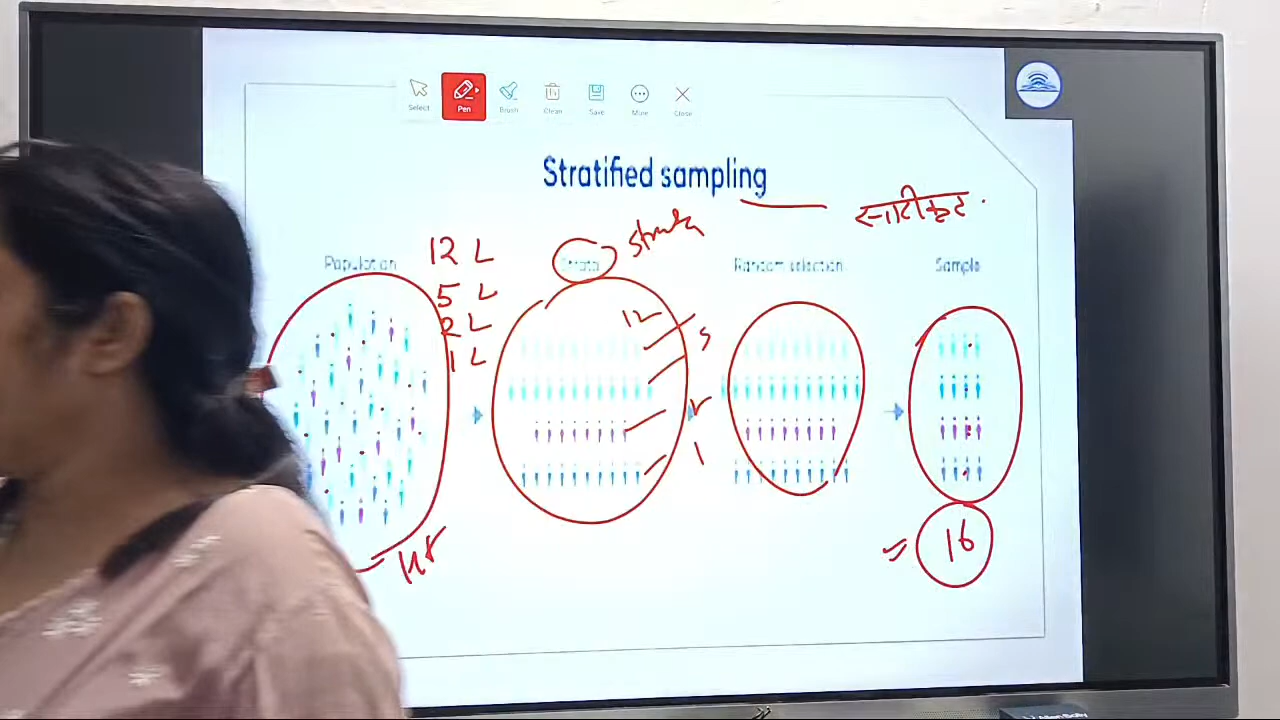 Select Pen Brush Clean Save More Close
Stratified sampling
12 L
strata
Population
Strata
Random selection
Sample
5 L
2 L
12
5
1 L
1
= 16